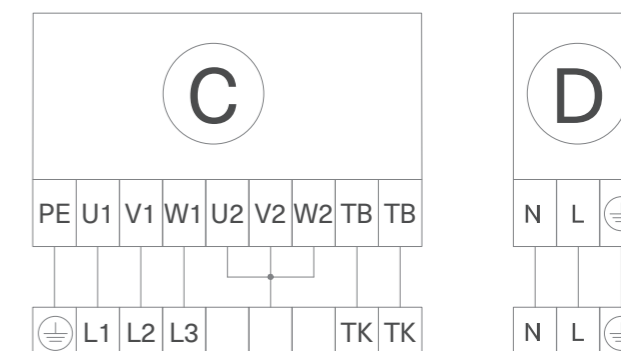 C
D
PE U1 V1 W1 U2 V2 W2 TB TB
N L
L1 L2 L3 TK TK
N L